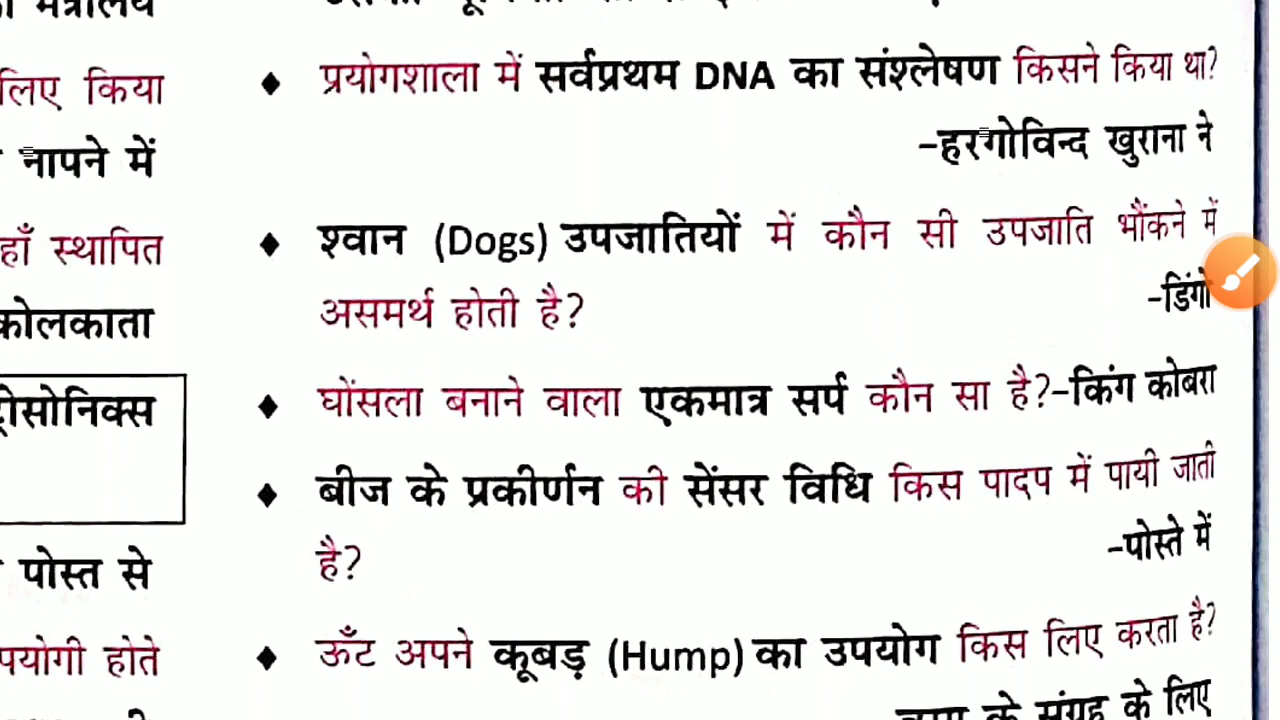 मंत्रालय
लिए किया
नापने में
हाँ स्थापित
कोलकाता
पोस्त से
पयोगी होते
♦ प्रयोगशाला में सर्वप्रथम DNA का संश्लेषण किसने किया था?
-हरगोविन्द खुराना ने
♦ श्वान (Dogs) उपजातियों में कौन सी उपजाति भौंकने में
असमर्थ होती है?
-डिंगो
♦ घोंसला बनाने वाला एकमात्र सर्प कौन सा है?-किंग कोबरा
♦ बीज के प्रकीर्णन की सेंसर विधि किस पादप में पायी जाती
है?
-पोस्ते में
♦ ऊँट अपने कूबड़ (Hump) का उपयोग किस लिए करता है?
के संग्रह के लिए